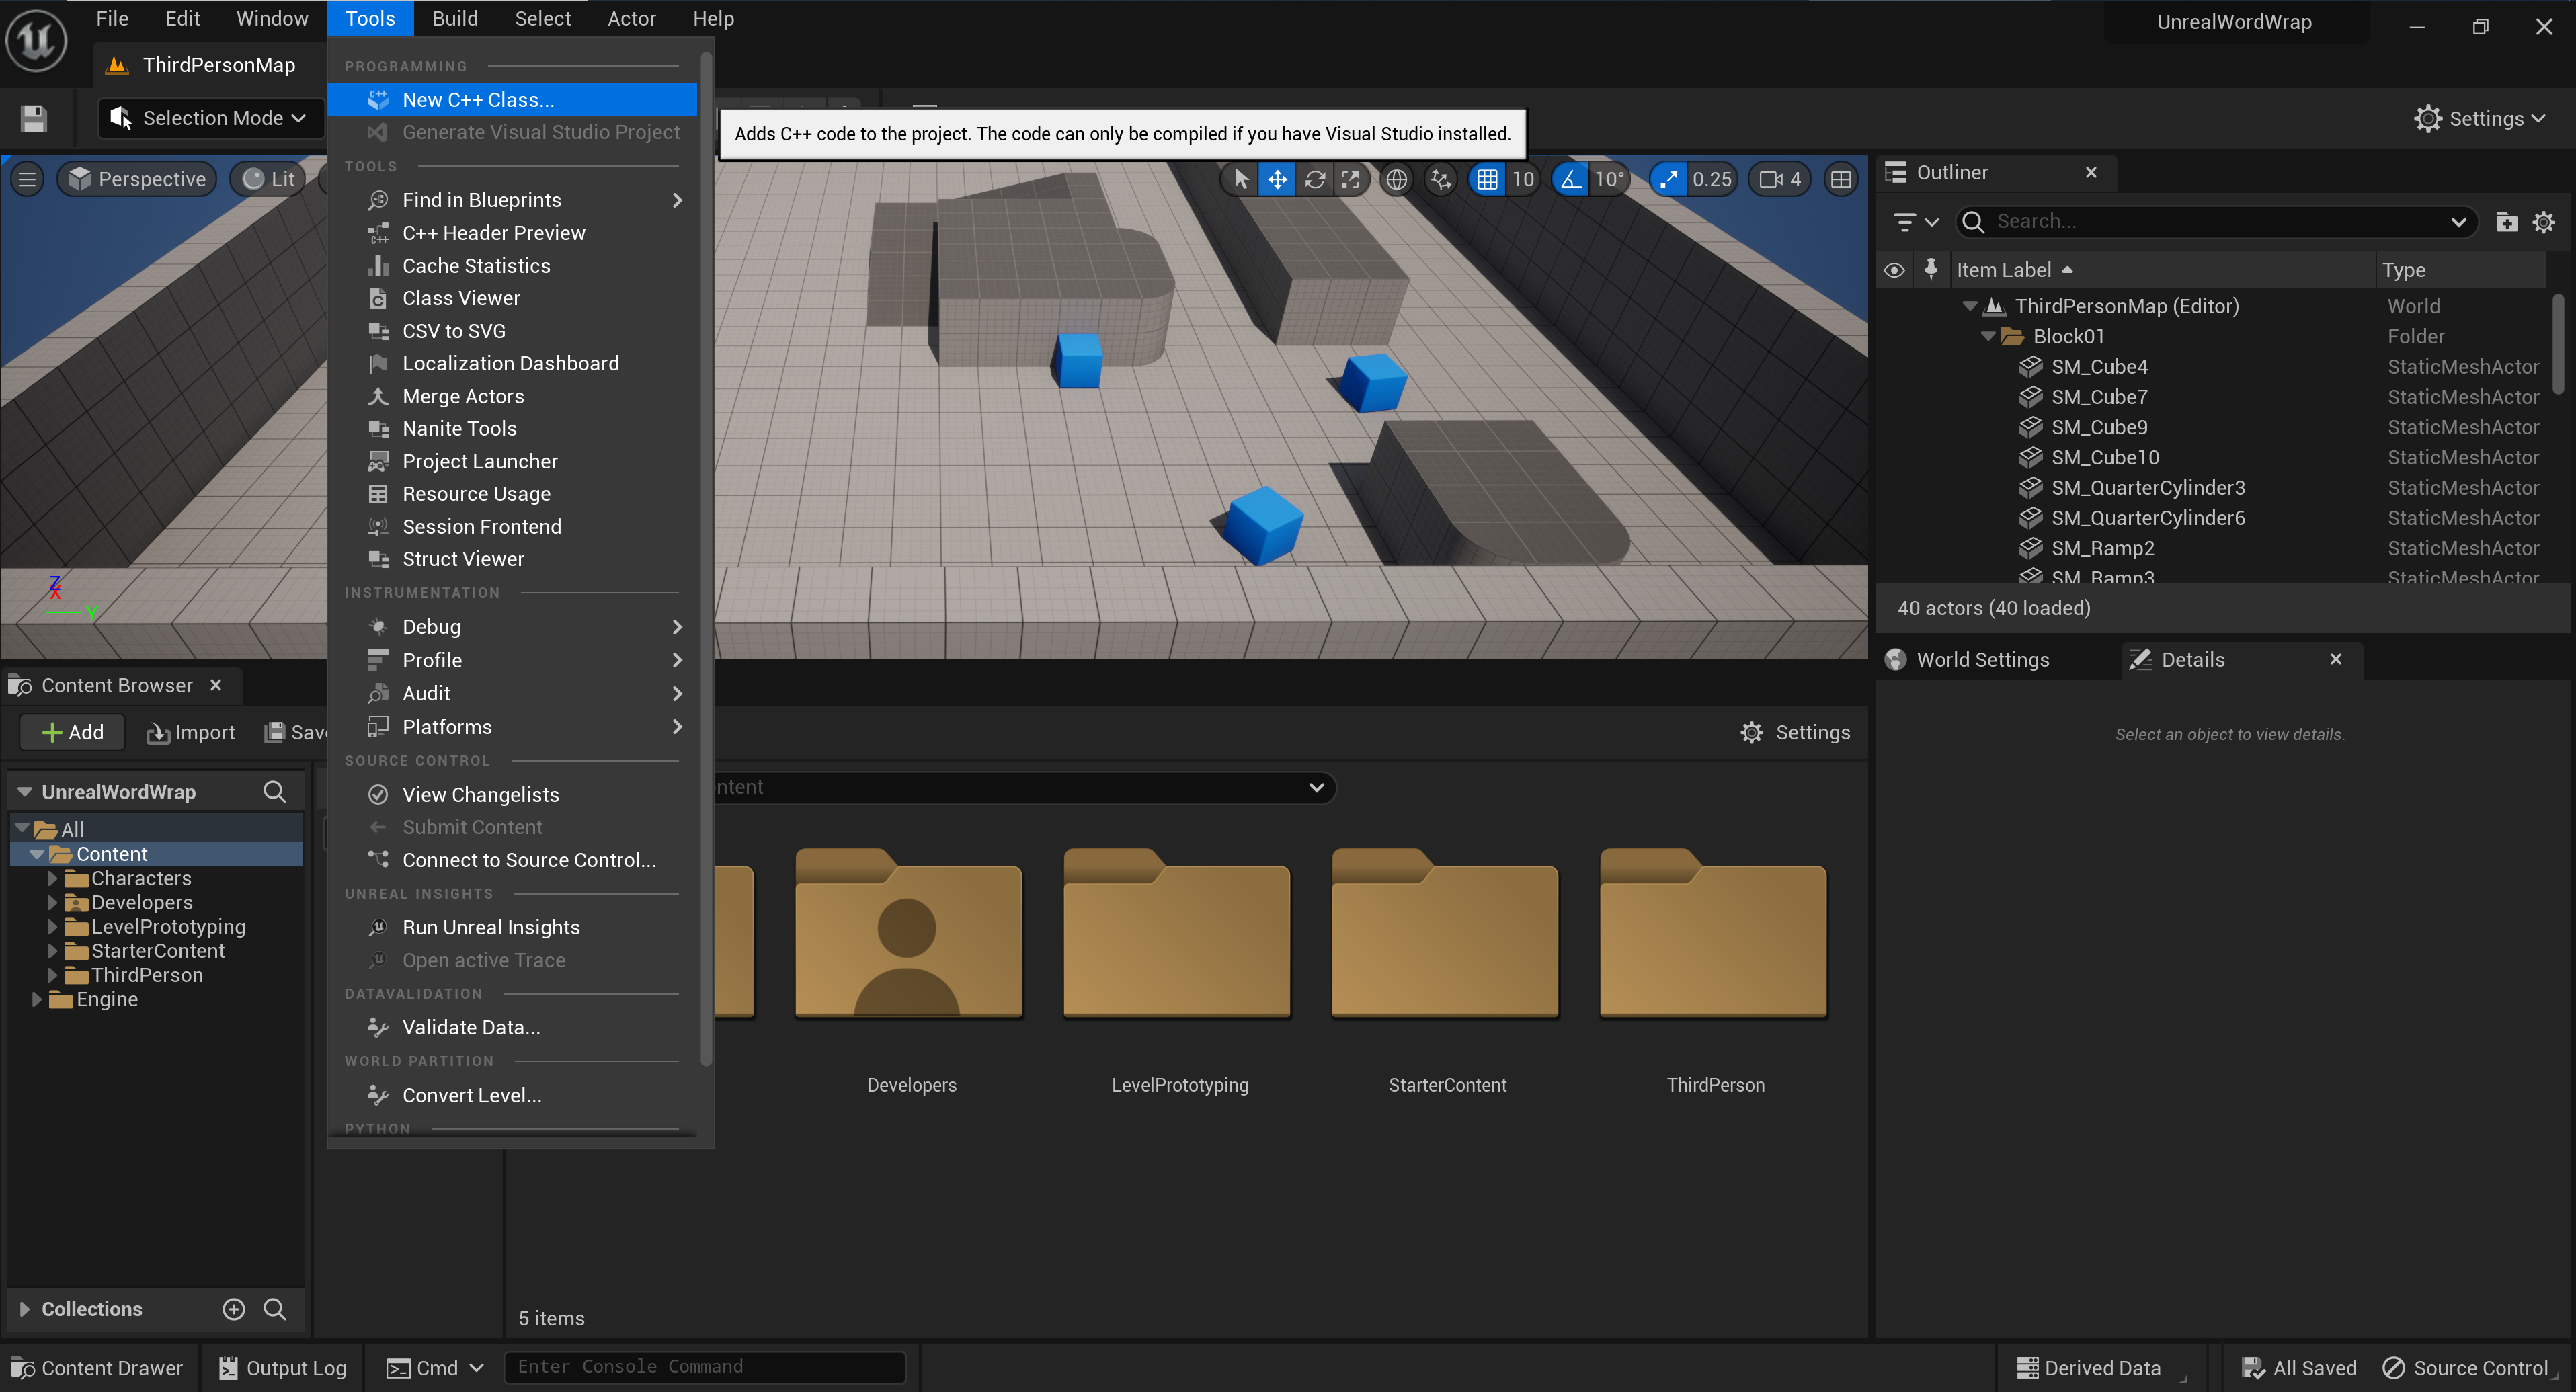 File Edit Window Tools Build Select Actor Help
UnrealWordWrap
ThirdPersonMap
Selection Mode
Settings
PROGRAMMING
New C++ Class...
Generate Visual Studio Project
Adds C++ code to the project. The code can only be compiled if you have Visual Studio installed.
TOOLS
Find in Blueprints
C++ Header Preview
Cache Statistics
Class Viewer
CSV to SVG
Localization Dashboard
Merge Actors
Nanite Tools
Project Launcher
Resource Usage
Session Frontend
Struct Viewer
INSTRUMENTATION
Debug
Profile
Audit
Platforms
SOURCE CONTROL
View Changelists
Submit Content
Connect to Source Control...
UNREAL INSIGHTS
Run Unreal Insights
Open active Trace
DATAVALIDATION
Validate Data...
WORLD PARTITION
Convert Level...
PYTHON
Perspective Lit
10 10° 0.25 4
Z
X
Y
Outliner
Search...
Item Label Type
ThirdPersonMap (Editor) World
Block01 Folder
SM_Cube4 StaticMeshActor
SM_Cube7 StaticMeshActor
SM_Cube9 StaticMeshActor
SM_Cube10 StaticMeshActor
SM_QuarterCylinder3 StaticMeshActor
SM_QuarterCylinder6 StaticMeshActor
SM_Ramp2 StaticMeshActor
SM_Ramp3 StaticMeshActor
40 actors (40 loaded)
World Settings Details
Select an object to view details.
Content Browser
Add Import Save
Settings
UnrealWordWrap
All
Content
Characters
Developers
LevelPrototyping
StarterContent
ThirdPerson
Engine
Collections
ntent
Developers LevelPrototyping StarterContent ThirdPerson
5 items
Content Drawer Output Log Cmd Enter Console Command
Derived Data All Saved Source Control